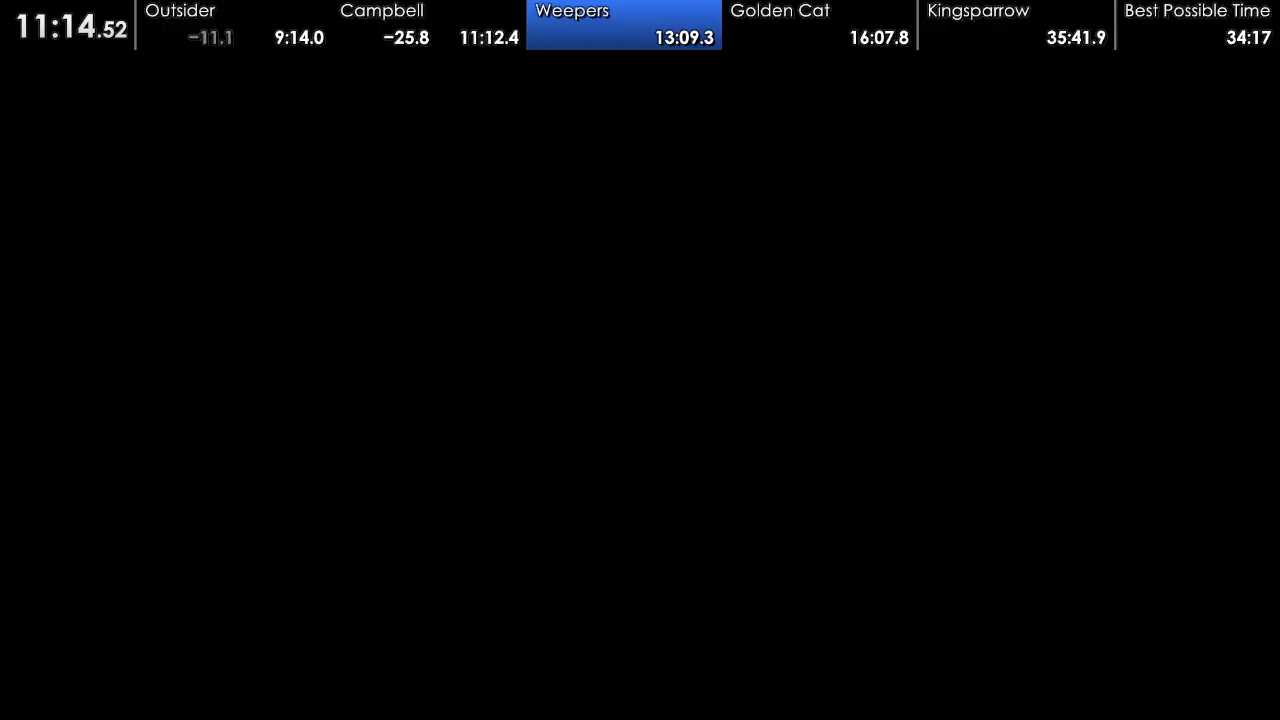 11:14.52
Outsider
−11.1 9:14.0
Campbell
−25.8 11:12.4
Weepers
13:09.3
Golden Cat
16:07.8
Kingsparrow
35:41.9
Best Possible Time
34:17